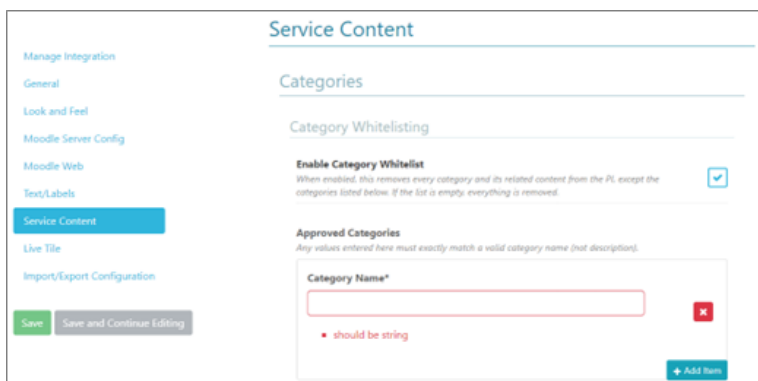 Service Content
Manage Integration
General
Look and Feel
Moodle Server Config
Moodle Web
Text/Labels
Service Content
Live Tile
Import/Export Configuration
Save
Save and Continue Editing
Categories
Category Whitelisting
Enable Category Whitelist
When enabled, this removes every category and its related content from the PL except the
categories listed below. If the list is empty, everything is removed.
Approved Categories
Any values entered here must exactly match a valid category name (not description).
Category Name*
should be string
+ Add Item